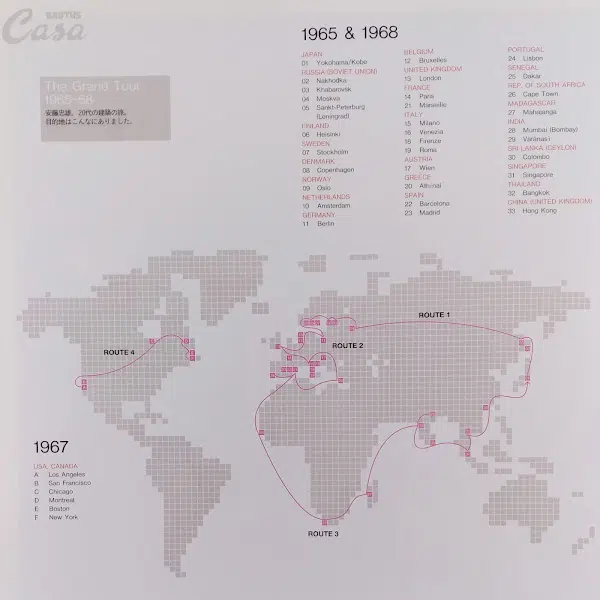 BRUTUS
Casa
The Grand Tour
1965-68
安藤忠雄、20代の建築の旅。
目的地はこんなにありました。
1965 & 1968
JAPAN
01 Yokohama/Kobe
RUSSIA (SOVIET UNION)
02 Nakhodka
03 Khabarovsk
04 Moskva
05 Sankt-Peterburg
(Leningrad)
FINLAND
06 Helsinki
SWEDEN
07 Stockholm
DENMARK
08 Copenhagen
NORWAY
09 Oslo
NETHERLANDS
10 Amsterdam
GERMANY
11 Berlin
BELGIUM
12 Bruxelles
UNITED KINGDOM
13 London
FRANCE
14 Paris
21 Marseille
ITALY
15 Milano
16 Venezia
18 Firenze
19 Roma
AUSTRIA
17 Wien
GREECE
20 Athínai
SPAIN
22 Barcelona
23 Madrid
PORTUGAL
24 Lisbon
SENEGAL
25 Dakar
REP. OF SOUTH AFRICA
26 Cape Town
MADAGASCAR
27 Mahajanga
INDIA
28 Mumbai (Bombay)
29 Vārānasi
SRI LANKA (CEYLON)
30 Colombo
SINGAPORE
31 Singapore
THAILAND
32 Bangkok
CHINA (UNITED KINGDOM)
33 Hong Kong
ROUTE 1
ROUTE 2
ROUTE 4
ROUTE 3
1967
USA, CANADA
A Los Angeles
B San Francisco
C Chicago
D Montreal
E Boston
F New York